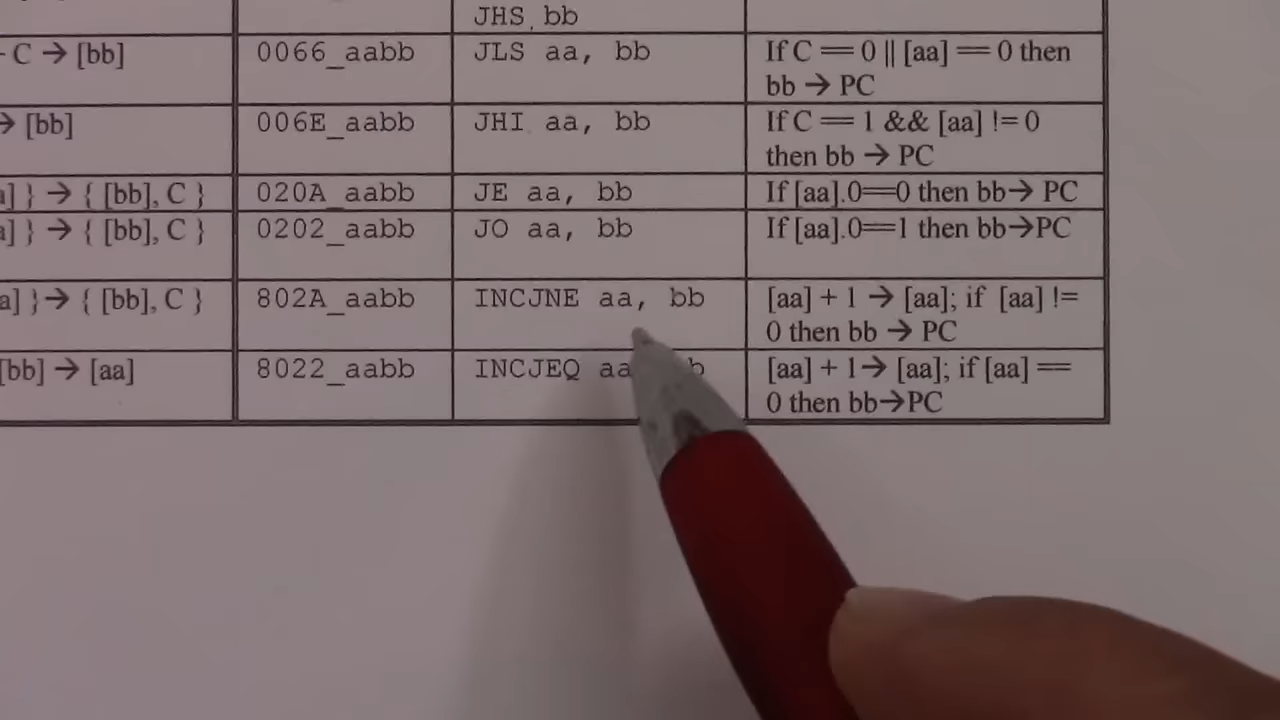 JHS bb
C → [bb]
0066_aabb
JLS aa, bb
If C == 0 || [aa] == 0 then
bb → PC
→ [bb]
006E_aabb
JHI aa, bb
If C == 1 && [aa] != 0
then bb → PC
] } → { [bb], C }
020A_aabb
JE aa, bb
If [aa].0==0 then bb→ PC
a] } → { [bb], C }
0202_aabb
JO aa, bb
If [aa].0==1 then bb→PC
a] }→ { [bb], C }
802A_aabb
INCJNE aa, bb
[aa] + 1 → [aa]; if [aa] !=
0 then bb → PC
[bb] → [aa]
8022_aabb
INCJEQ aa b
[aa] + 1→ [aa]; if [aa] ==
0 then bb→PC